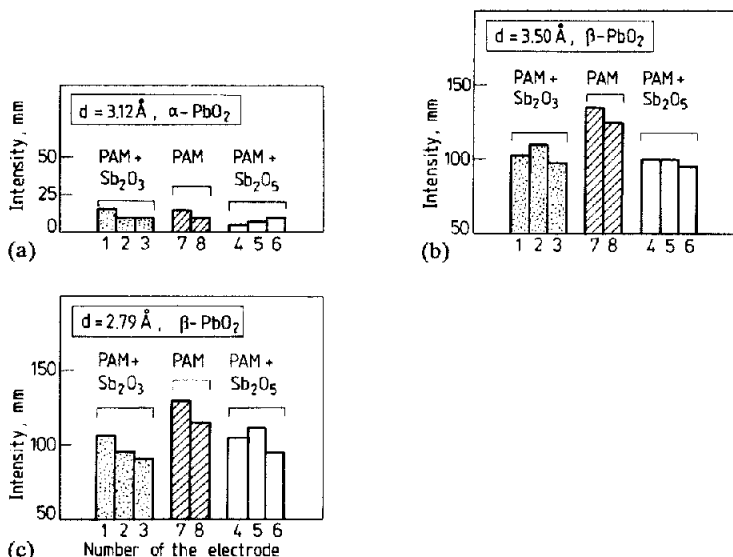 d = 3.12 Å , α-PbO₂
Intensity, mm
50
25
0
PAM + Sb₂O₃
PAM
PAM + Sb₂O₅
1 2 3 7 8 4 5 6
(a)
d = 3.50 Å , β-PbO₂
Intensity, mm
150
100
50
PAM + Sb₂O₃
PAM
PAM + Sb₂O₅
1 2 3 7 8 4 5 6
(b)
d = 2.79 Å , β-PbO₂
Intensity, mm
150
100
50
PAM + Sb₂O₃
PAM
PAM + Sb₂O₅
1 2 3 7 8 4 5 6
(c)
Number of the electrode